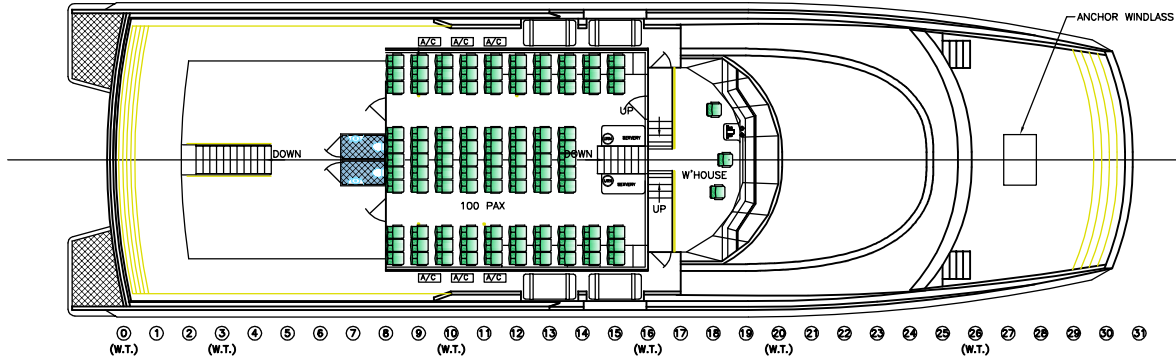 ANCHOR WINDLASS
A/C A/C A/C
UP
SERVERY
DOWN
DOWN
W'HOUSE
SERVERY
100 PAX
UP
A/C A/C A/C
0 1 2 3 4 5 6 7 8 9 10 11 12 13 14 15 16 17 18 19 20 21 22 23 24 25 26 27 28 29 30 31
(W.T.) (W.T.) (W.T.) (W.T.) (W.T.) (W.T.)